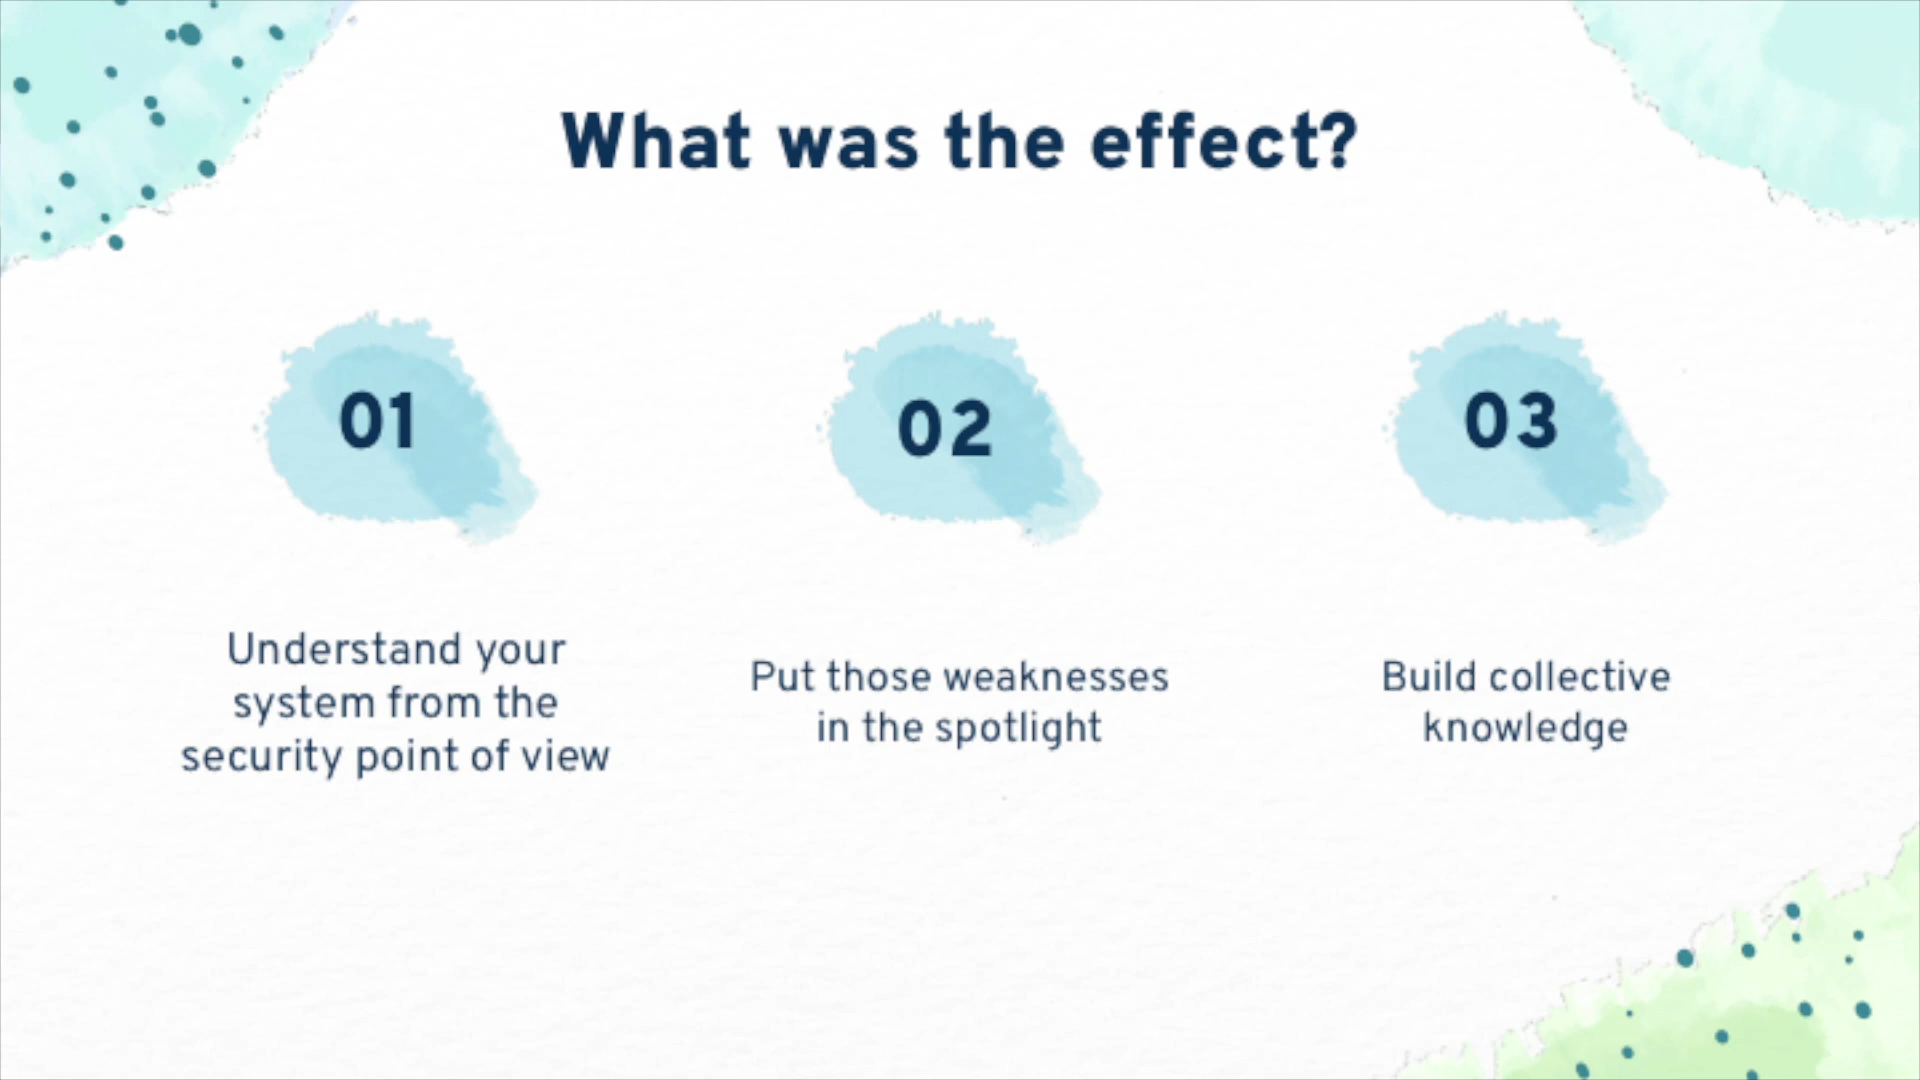 What was the effect?
01
Understand your
system from the
security point of view
02
Put those weaknesses
in the spotlight
03
Build collective
knowledge